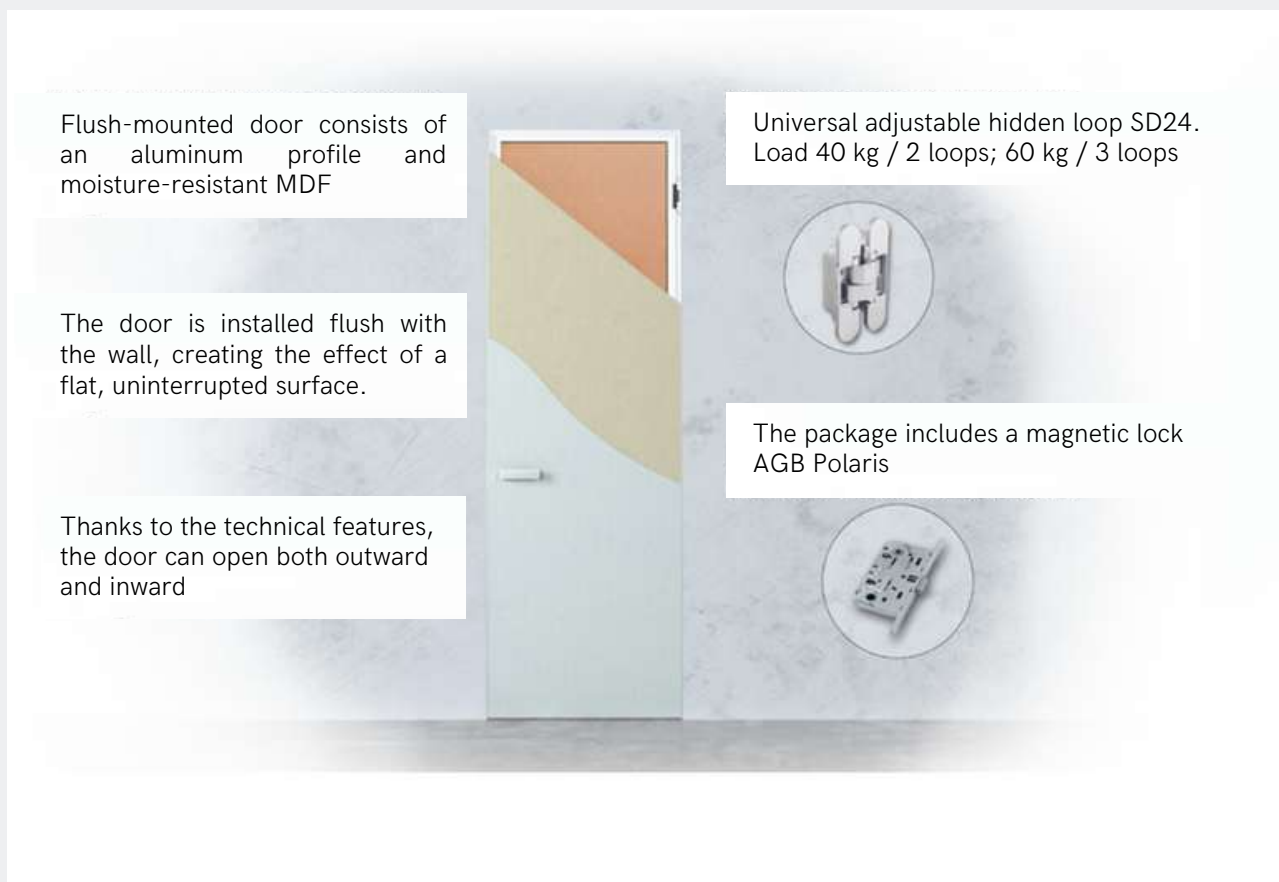 Flush-mounted door consists of
an aluminum profile and
moisture-resistant MDF
The door is installed flush with
the wall, creating the effect of a
flat, uninterrupted surface.
Thanks to the technical features,
the door can open both outward
and inward
Universal adjustable hidden loop SD24.
Load 40 kg / 2 loops; 60 kg / 3 loops
The package includes a magnetic lock
AGB Polaris